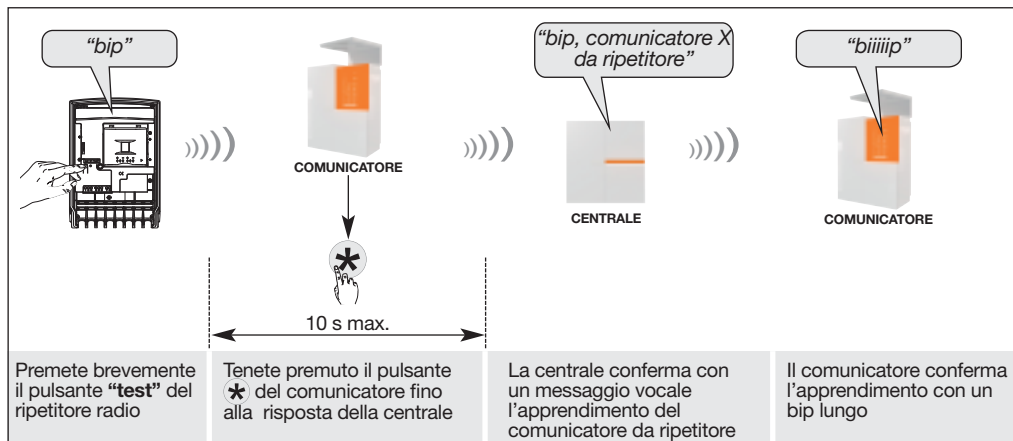 “bip”
COMUNICATORE
“bip, comunicatore X
da ripetitore”
CENTRALE
“biiiiip”
COMUNICATORE
*
10 s max.
Premete brevemente
il pulsante “test” del
ripetitore radio
Tenete premuto il pulsante
* del comunicatore fino
alla risposta della centrale
La centrale conferma con
un messaggio vocale
l’apprendimento del
comunicatore da ripetitore
Il comunicatore conferma
l’apprendimento con un
bip lungo